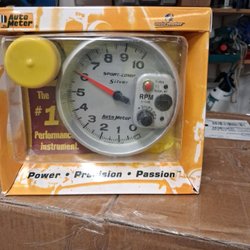 Auto
Meter
10
9
8
7
6
5
4
3
2
1
0
SPORT-COMP
Silver
RPM
Auto Meter
The
#1
Performance
Instrument.
Power • Precision • Passion